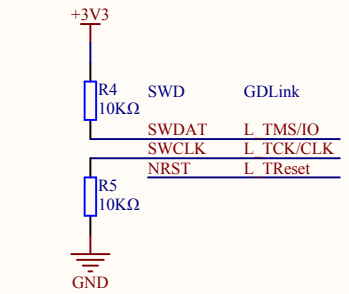 +3V3
R4 SWD GDLink
10KΩ
SWDAT L_TMS/IO
SWCLK L_TCK/CLK
NRST L_TReset
R5
10KΩ
GND